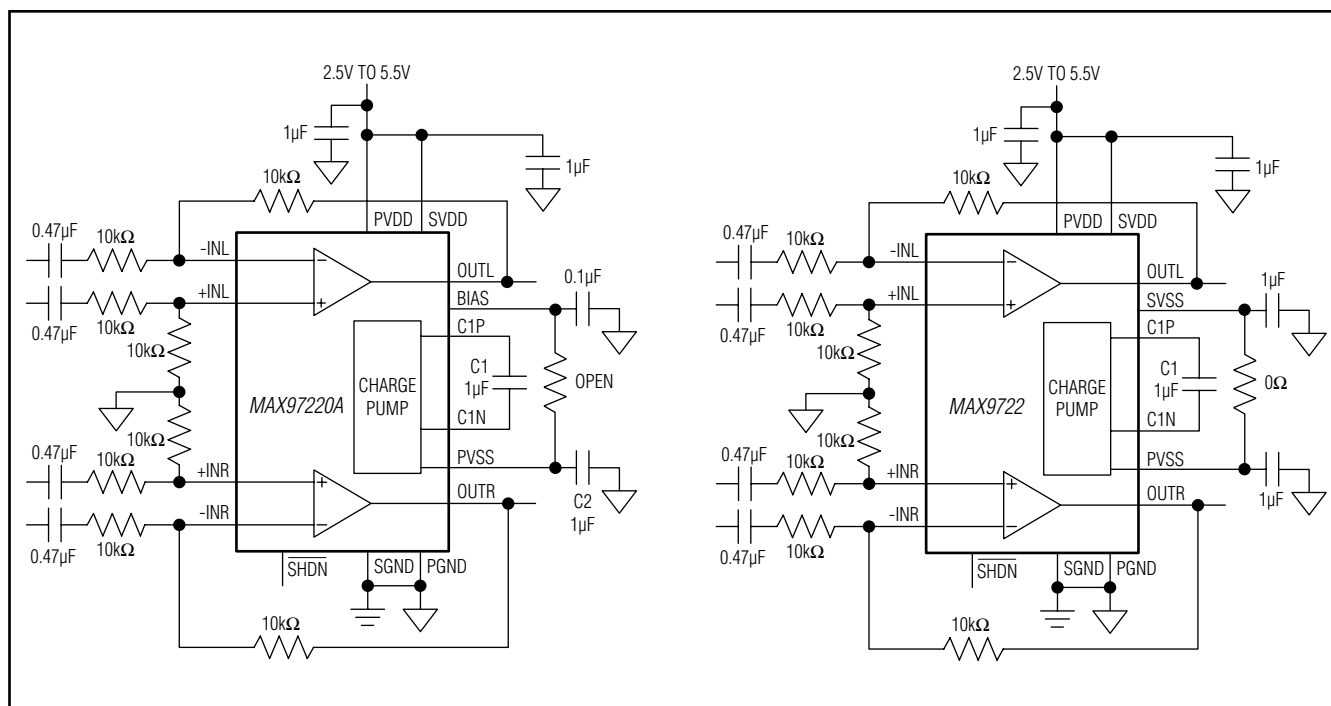 2.5V TO 5.5V
1µF
1µF
10kΩ
PVDD
SVDD
0.47µF
10kΩ
-INL
OUTL
0.1µF
BIAS
+INL
0.47µF
10kΩ
C1P
10kΩ
C1
1µF
OPEN
CHARGE
PUMP
MAX97220A
C1N
10kΩ
0.47µF
10kΩ
+INR
PVSS
OUTR
C2
1µF
-INR
0.47µF
10kΩ
SHDN
SGND
PGND
10kΩ
2.5V TO 5.5V
1µF
1µF
10kΩ
PVDD
SVDD
0.47µF
10kΩ
-INL
OUTL
1µF
SVSS
+INL
0.47µF
10kΩ
C1P
10kΩ
C1
1µF
0Ω
CHARGE
PUMP
MAX9722
C1N
10kΩ
0.47µF
10kΩ
+INR
PVSS
OUTR
1µF
-INR
0.47µF
10kΩ
SHDN
SGND
PGND
10kΩ